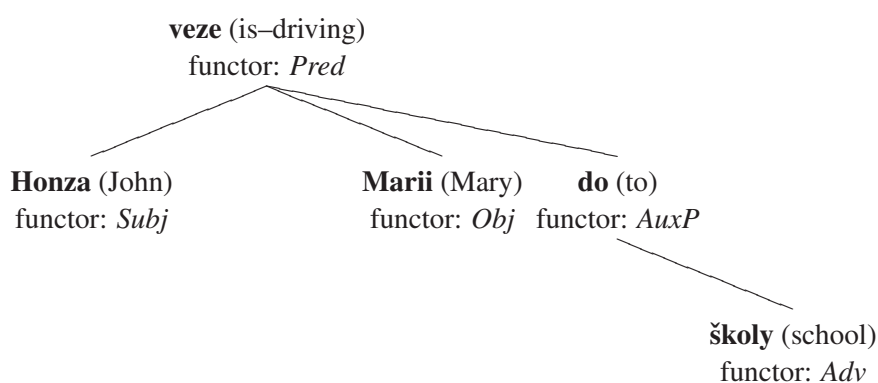 veze (is–driving)
functor: Pred
Honza (John) Marii (Mary) do (to)
functor: Subj functor: Obj functor: AuxP
školy (school)
functor: Adv